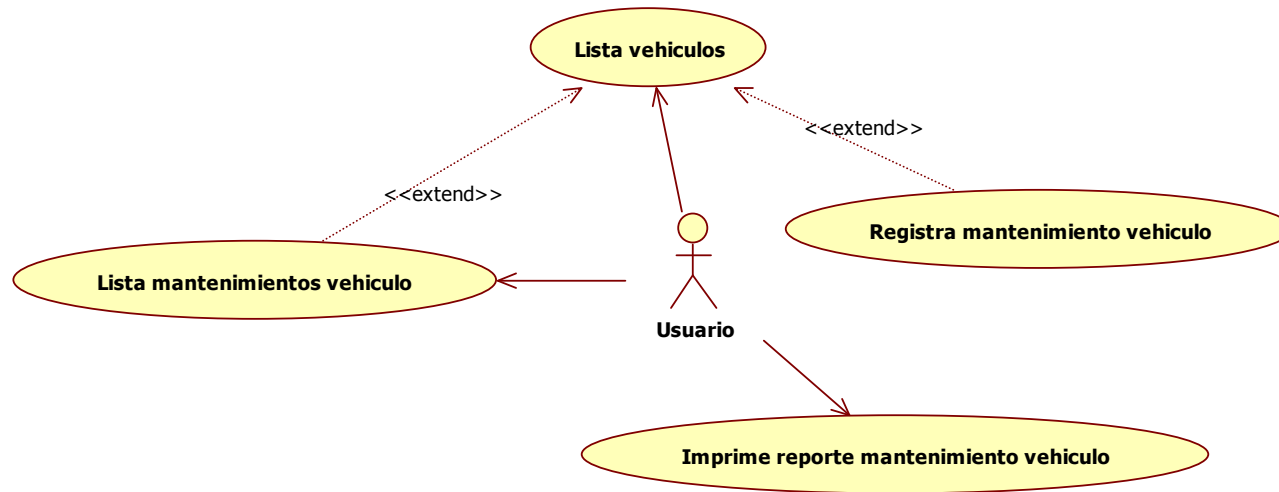 Lista vehiculos
<<extend>>
<<extend>>
Registra mantenimiento vehiculo
Lista mantenimientos vehiculo
Usuario
Imprime reporte mantenimiento vehiculo